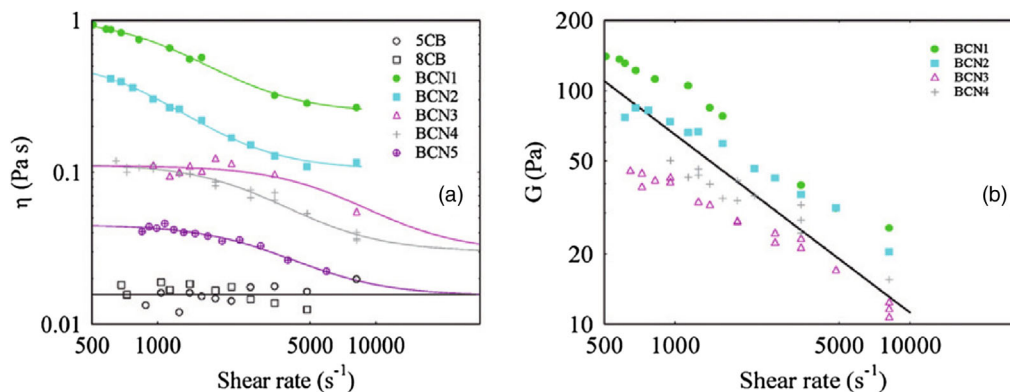 1
(a)
5CB
8CB
BCN1
BCN2
BCN3
BCN4
BCN5
η (Pa s)
0.1
0.01
500 1000 5000 10000
Shear rate (s⁻¹)
200
BCN1
BCN2
BCN3
BCN4
100
G (Pa)
50
(b)
20
10
500 1000 5000 10000
Shear rate (s⁻¹)